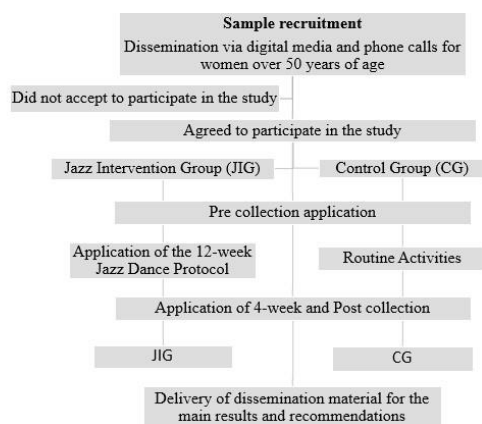 Sample recruitment
Dissemination via digital media and phone calls for
women over 50 years of age
Did not accept to participate in the study
Agreed to participate in the study
Jazz Intervention Group (JIG)
Control Group (CG)
Pre collection application
Application of the 12-week
Jazz Dance Protocol
Routine Activities
Application of 4-week and Post collection
JIG
CG
Delivery of dissemination material for the
main results and recommendations